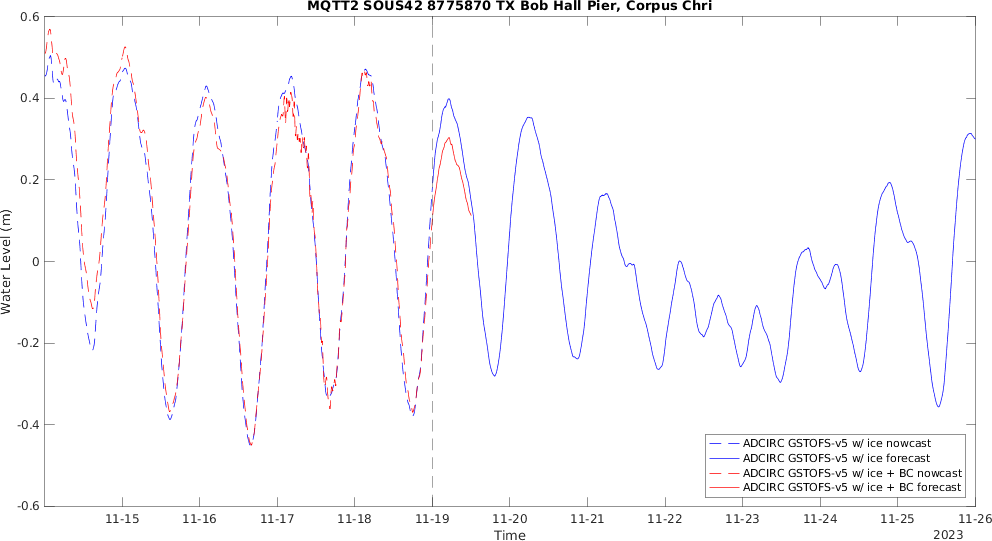 MQTT2 SOUS42 8775870 TX Bob Hall Pier, Corpus Chri
0.6
0.4
0.2
0
-0.2
-0.4
-0.6
Water Level (m)
ADCIRC GSTOFS-v5 w/ ice nowcast
ADCIRC GSTOFS-v5 w/ ice forecast
ADCIRC GSTOFS-v5 w/ ice + BC nowcast
ADCIRC GSTOFS-v5 w/ ice + BC forecast
11-15 11-16 11-17 11-18 11-19 11-20 11-21 11-22 11-23 11-24 11-25 11-26
Time
2023